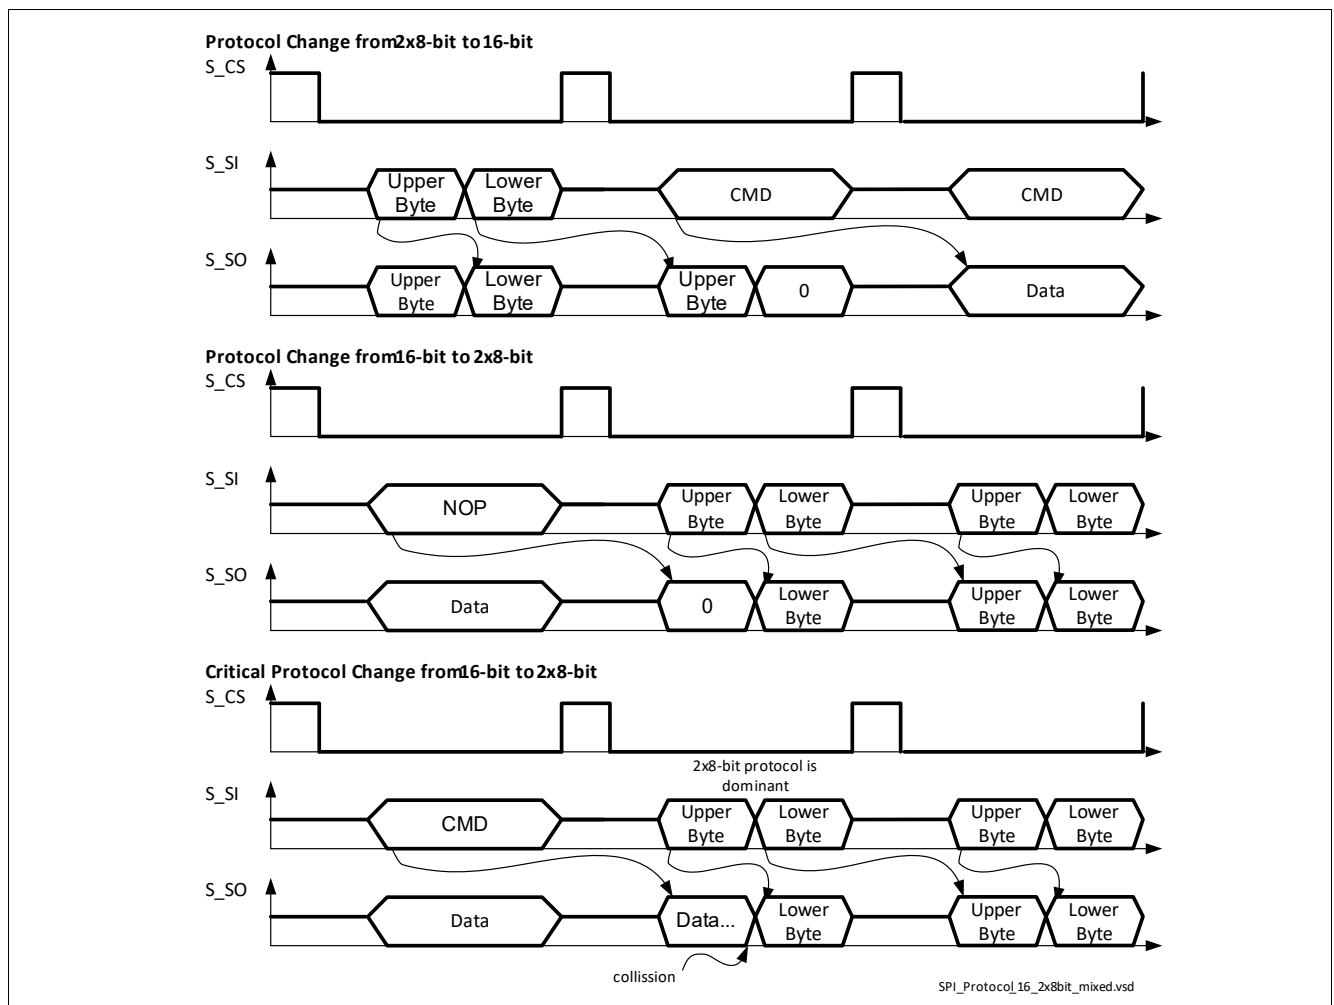 Protocol Change from2x8-bit to16-bit
S_CS
S_SI
Upper
Byte
Lower
Byte
CMD
CMD
S_SO
Upper
Byte
Lower
Byte
Upper
Byte
0
Data
Protocol Change from16-bit to 2x8-bit
S_CS
S_SI
NOP
Upper
Byte
Lower
Byte
Upper
Byte
Lower
Byte
S_SO
Data
0
Lower
Byte
Upper
Byte
Lower
Byte
Critical Protocol Change from16-bit to2x8-bit
S_CS
2x8-bit protocol is
dominant
S_SI
CMD
Upper
Byte
Lower
Byte
Upper
Byte
Lower
Byte
S_SO
Data
Data...
Lower
Byte
Upper
Byte
Lower
Byte
collission
SPI_Protocol_16_2x8bit_mixed.vsd